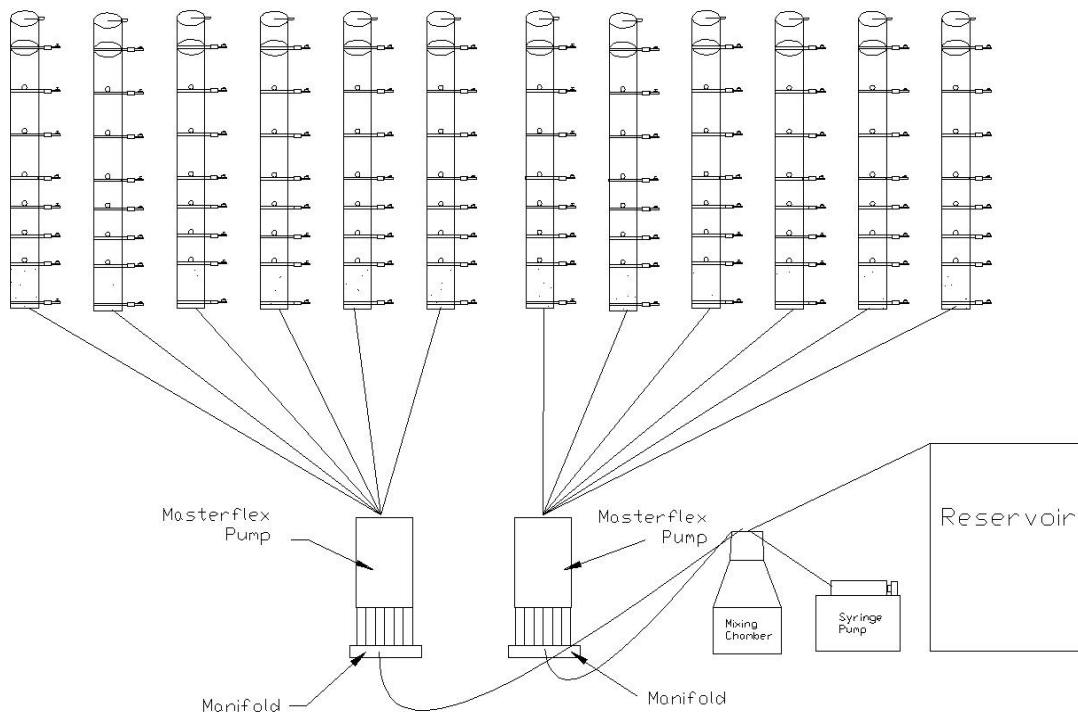 Masterflex
Pump
Masterflex
Pump
Reservoir
Mixing
Chamber
Syringe
Pump
Manifold
Manifold